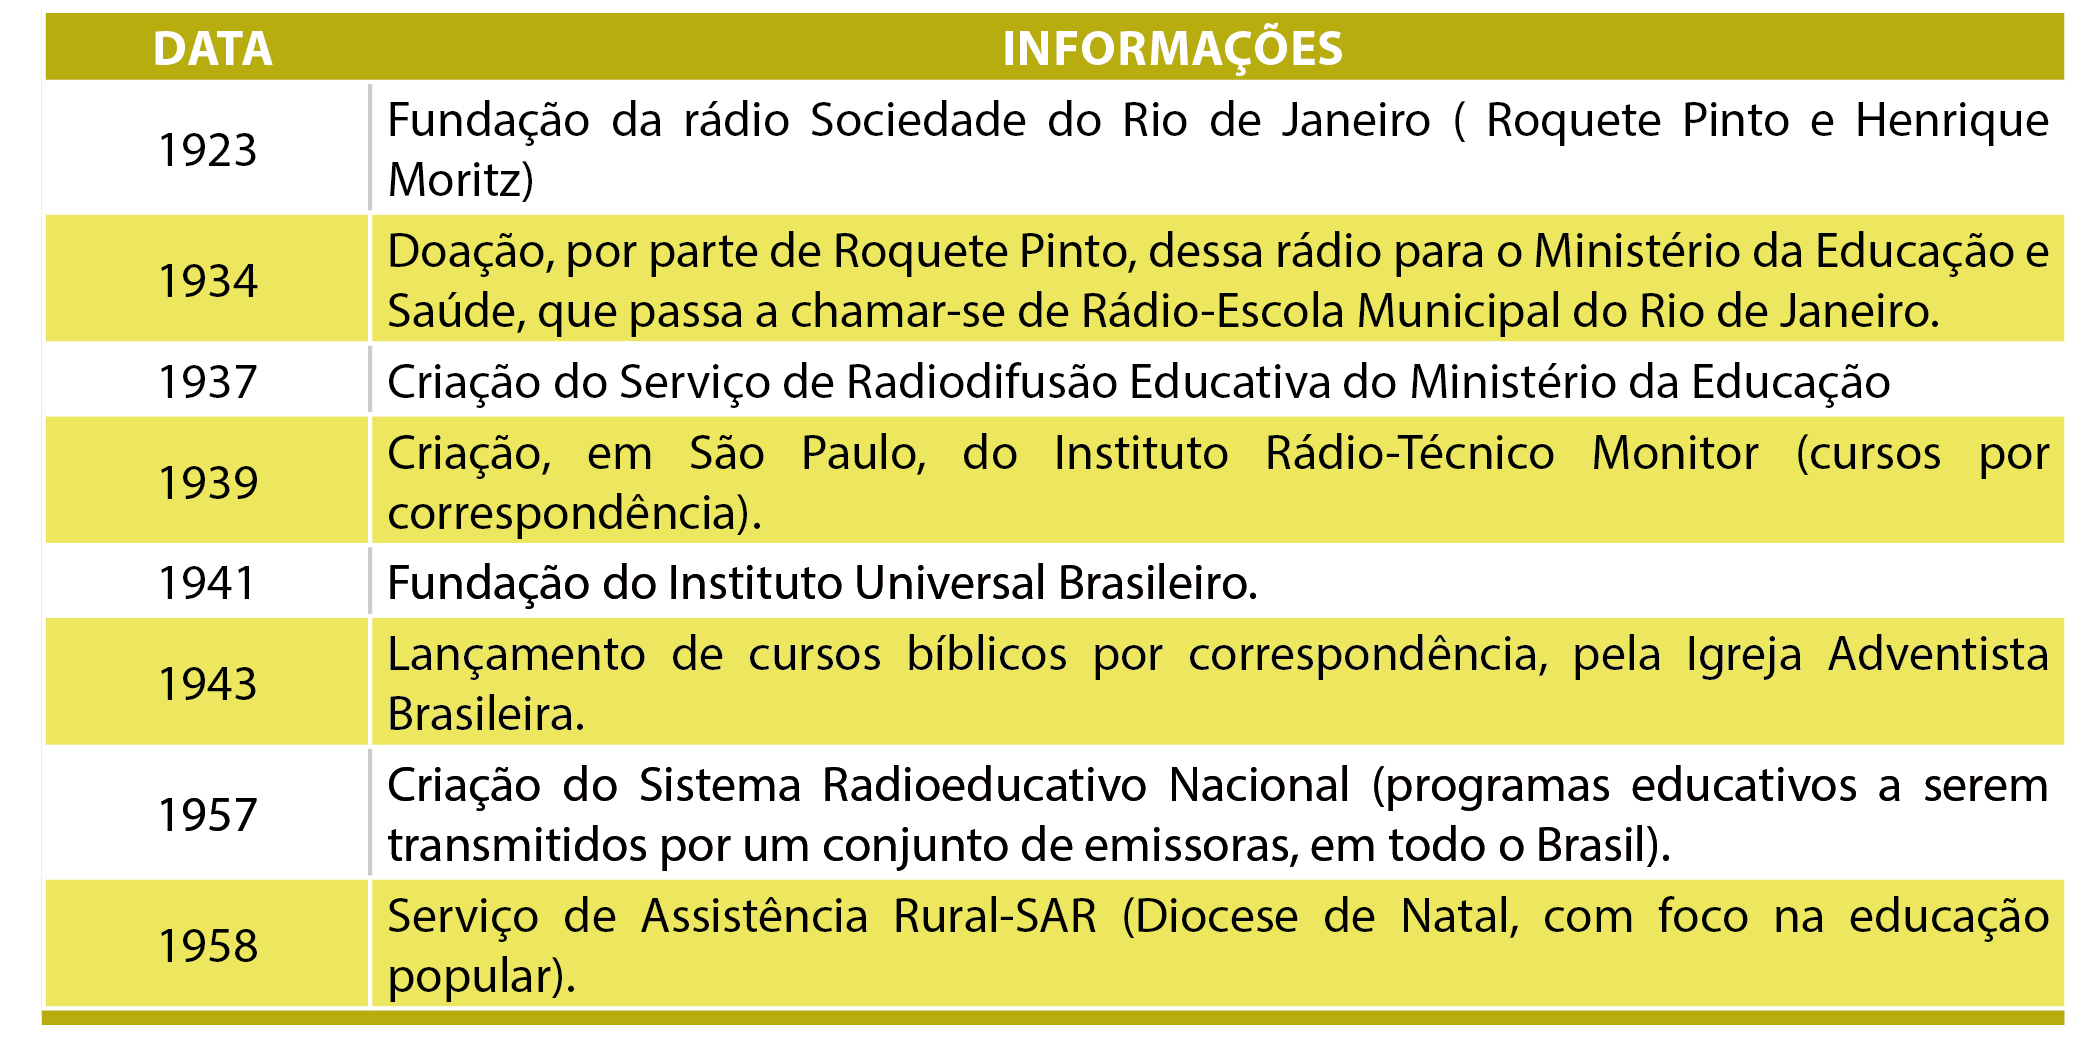 DATA INFORMAÇÕES
1923
Fundação da rádio Sociedade do Rio de Janeiro ( Roquete Pinto e Henrique
Moritz)
1934
Doação, por parte de Roquete Pinto, dessa rádio para o Ministério da Educação e
Saúde, que passa a chamar-se de Rádio-Escola Municipal do Rio de Janeiro.
1937
Criação do Serviço de Radiodifusão Educativa do Ministério da Educação
1939
Criação, em São Paulo, do Instituto Rádio-Técnico Monitor (cursos por
correspondência).
1941
Fundação do Instituto Universal Brasileiro.
1943
Lançamento de cursos bíblicos por correspondência, pela Igreja Adventista
Brasileira.
1957
Criação do Sistema Radioeducativo Nacional (programas educativos a serem
transmitidos por um conjunto de emissoras, em todo o Brasil).
1958
Serviço de Assistência Rural-SAR (Diocese de Natal, com foco na educação
popular).